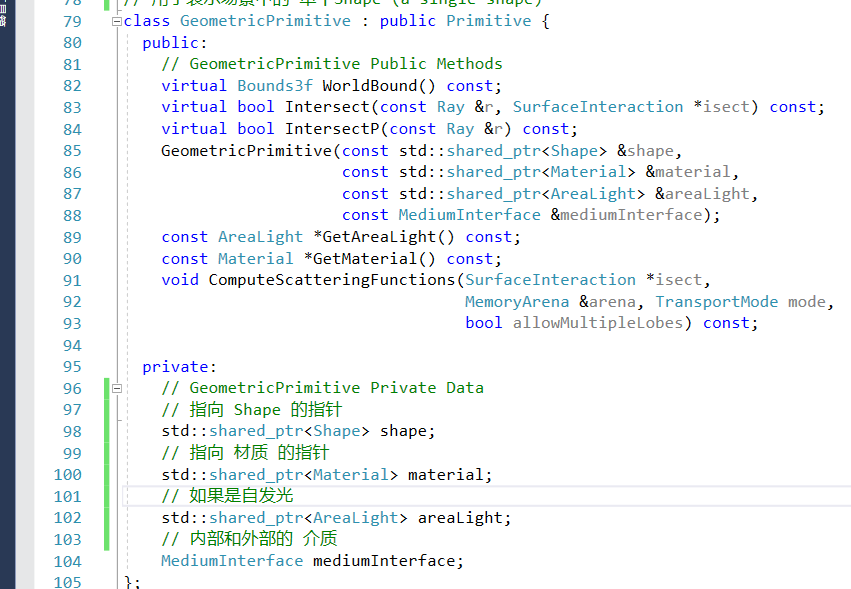 78 // 用于表示场景中的 单个Shape (a single shape)
79 class GeometricPrimitive : public Primitive {
80 public:
81 // GeometricPrimitive Public Methods
82 virtual Bounds3f WorldBound() const;
83 virtual bool Intersect(const Ray &r, SurfaceInteraction *isect) const;
84 virtual bool IntersectP(const Ray &r) const;
85 GeometricPrimitive(const std::shared_ptr<Shape> &shape,
86 const std::shared_ptr<Material> &material,
87 const std::shared_ptr<AreaLight> &areaLight,
88 const MediumInterface &mediumInterface);
89 const AreaLight *GetAreaLight() const;
90 const Material *GetMaterial() const;
91 void ComputeScatteringFunctions(SurfaceInteraction *isect,
92 MemoryArena &arena, TransportMode mode,
93 bool allowMultipleLobes) const;
94
95 private:
96 // GeometricPrimitive Private Data
97 // 指向 Shape 的指针
98 std::shared_ptr<Shape> shape;
99 // 指向 材质 的指针
100 std::shared_ptr<Material> material;
101 // 如果是自发光
102 std::shared_ptr<AreaLight> areaLight;
103 // 内部和外部的 介质
104 MediumInterface mediumInterface;
105 };